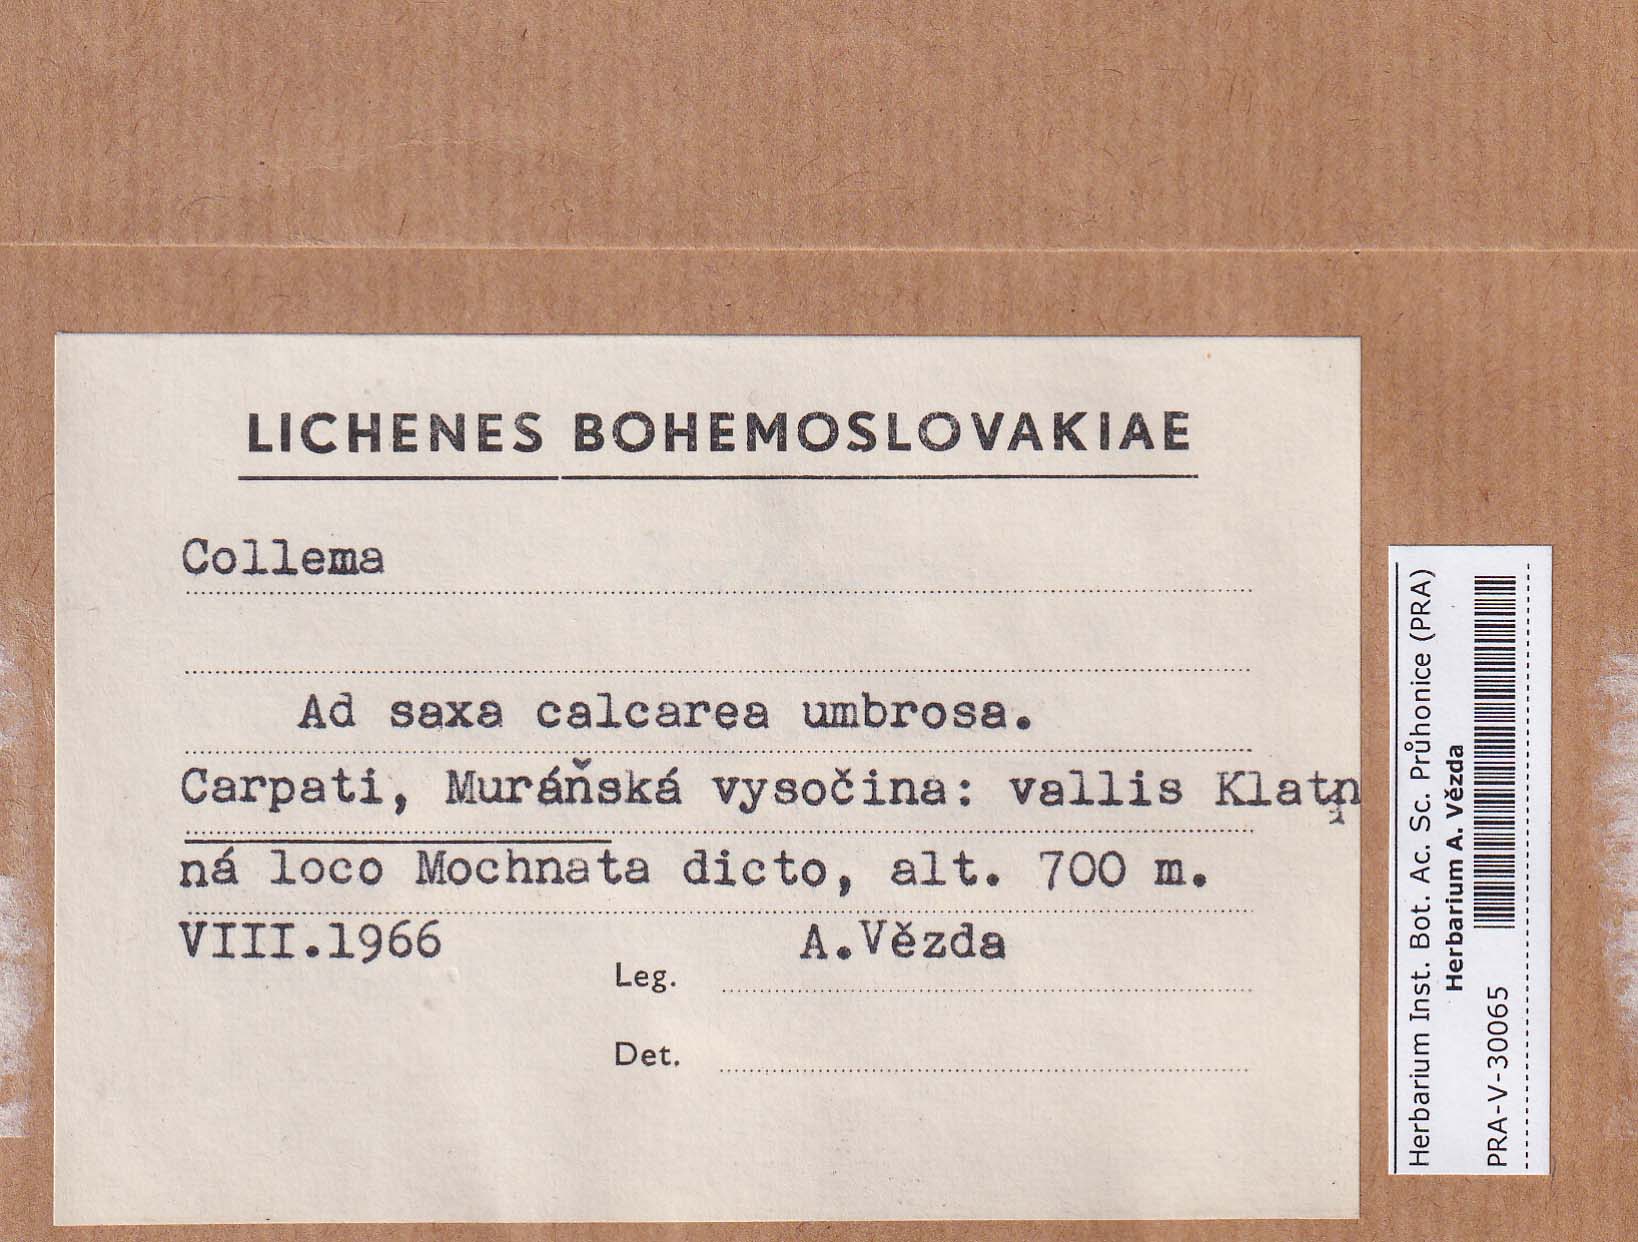 LICHENES BOHEMOSLOVAKIAE
Collema
Ad saxa calcarea umbrosa.
Carpati, Muráňská vysočina: vallis Klatn
ná loco Mochnata dicto, alt. 700 m.
VIII.1966 A.Vězda
Leg.
Det.
Herbarium Inst. Bot. Ac. Sc. Průhonice (PRA)
Herbarium A. Vězda
PRA-V-30065